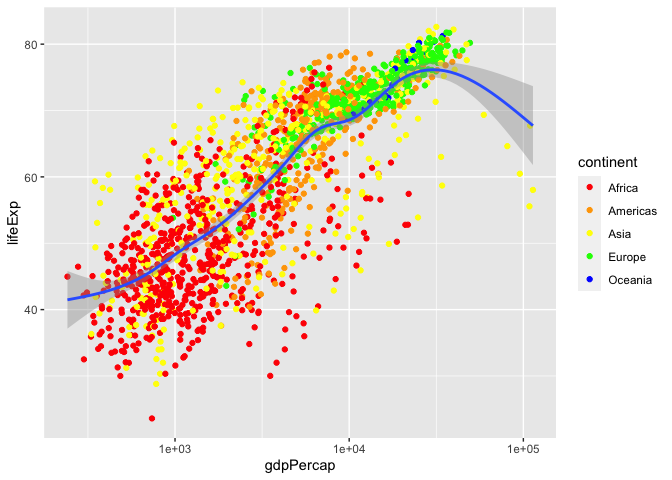 80
60
40
lifeExp
1e+03
1e+04
1e+05
gdpPercap
continent
Africa
Americas
Asia
Europe
Oceania